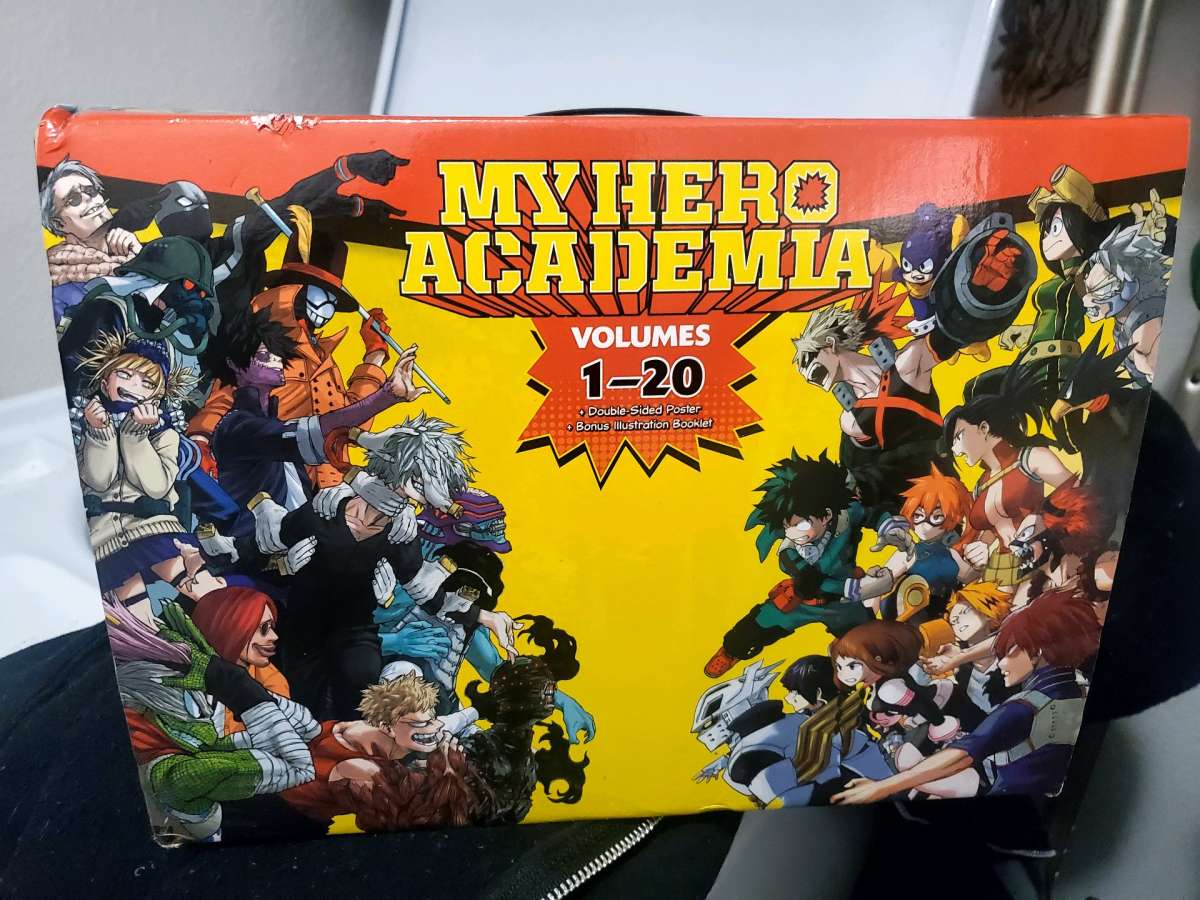 MY HERO
ACADEMIA
VOLUMES
1–20
+ Double-Sided Poster
+ Bonus Illustration Booklet